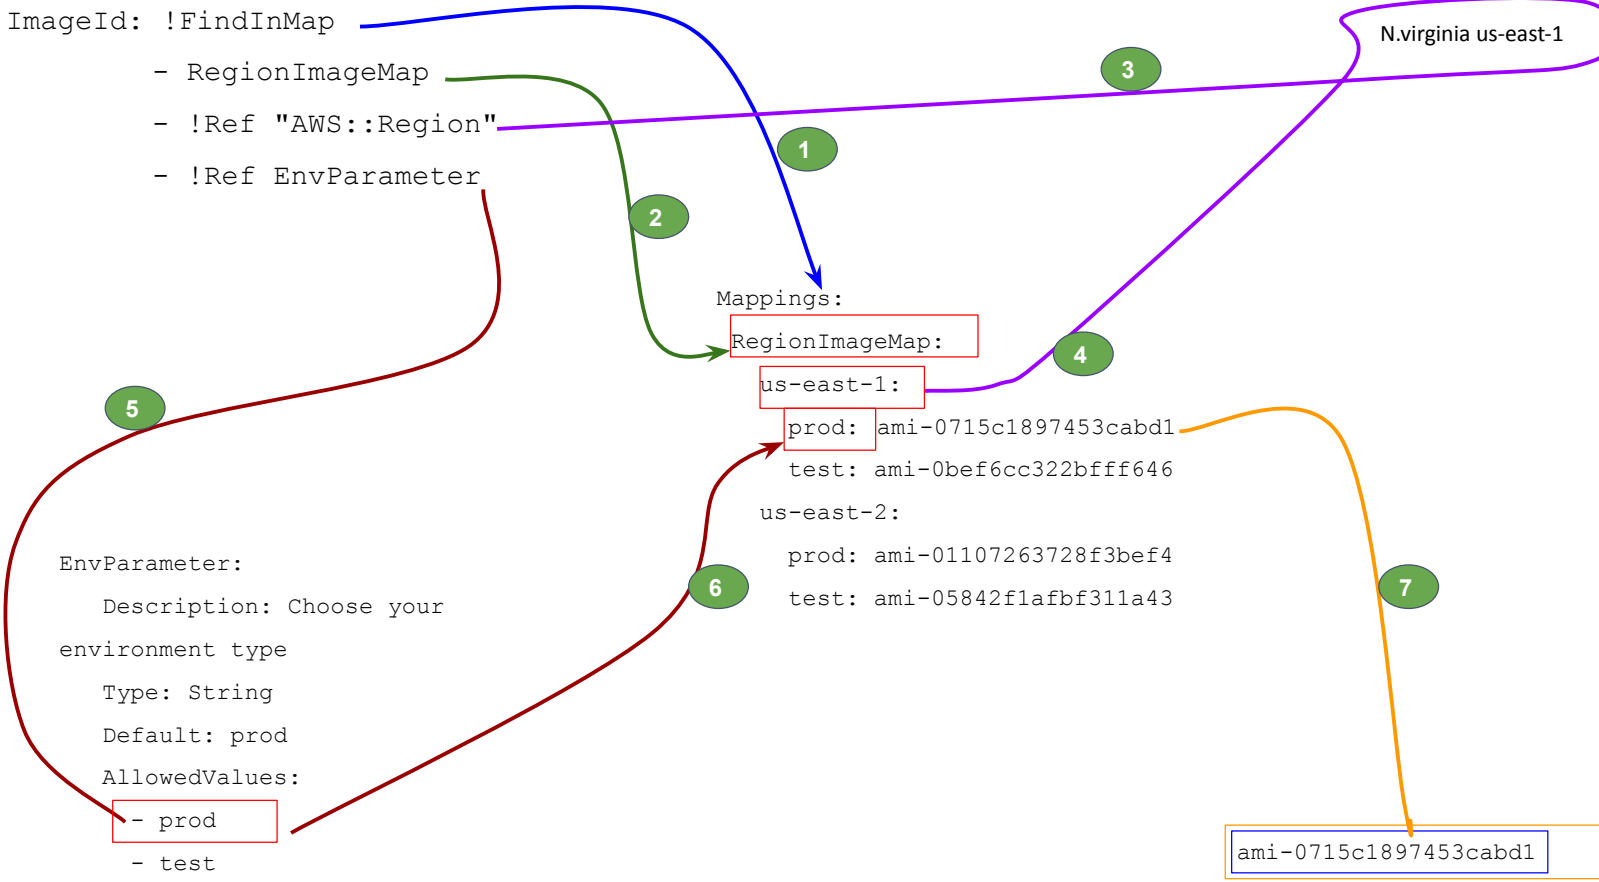 ImageId: !FindInMap
- RegionImageMap
- !Ref "AWS::Region"
- !Ref EnvParameter
N.virginia us-east-1
3
1
2
Mappings:
RegionImageMap:
us-east-1:
prod: ami-0715c1897453cabd1
test: ami-0bef6cc322bfff646
us-east-2:
prod: ami-01107263728f3bef4
test: ami-05842f1afbf311a43
4
5
6
7
EnvParameter:
Description: Choose your
environment type
Type: String
Default: prod
AllowedValues:
- prod
- test
ami-0715c1897453cabd1